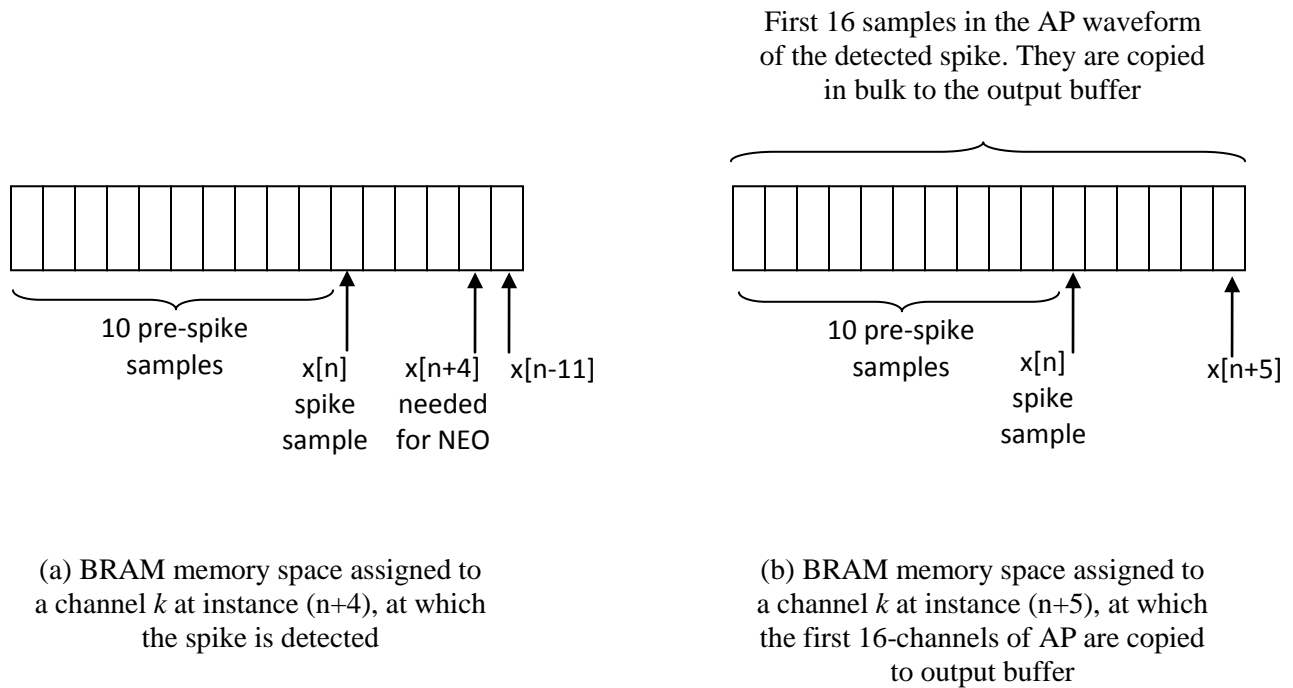 First 16 samples in the AP waveform
of the detected spike. They are copied
in bulk to the output buffer
10 pre-spike
samples
x[n]
spike
sample
x[n+4]
needed
for NEO
x[n-11]
10 pre-spike
samples
x[n]
spike
sample
x[n+5]
(a) BRAM memory space assigned to
a channel k at instance (n+4), at which
the spike is detected
(b) BRAM memory space assigned to
a channel k at instance (n+5), at which
the first 16-channels of AP are copied
to output buffer